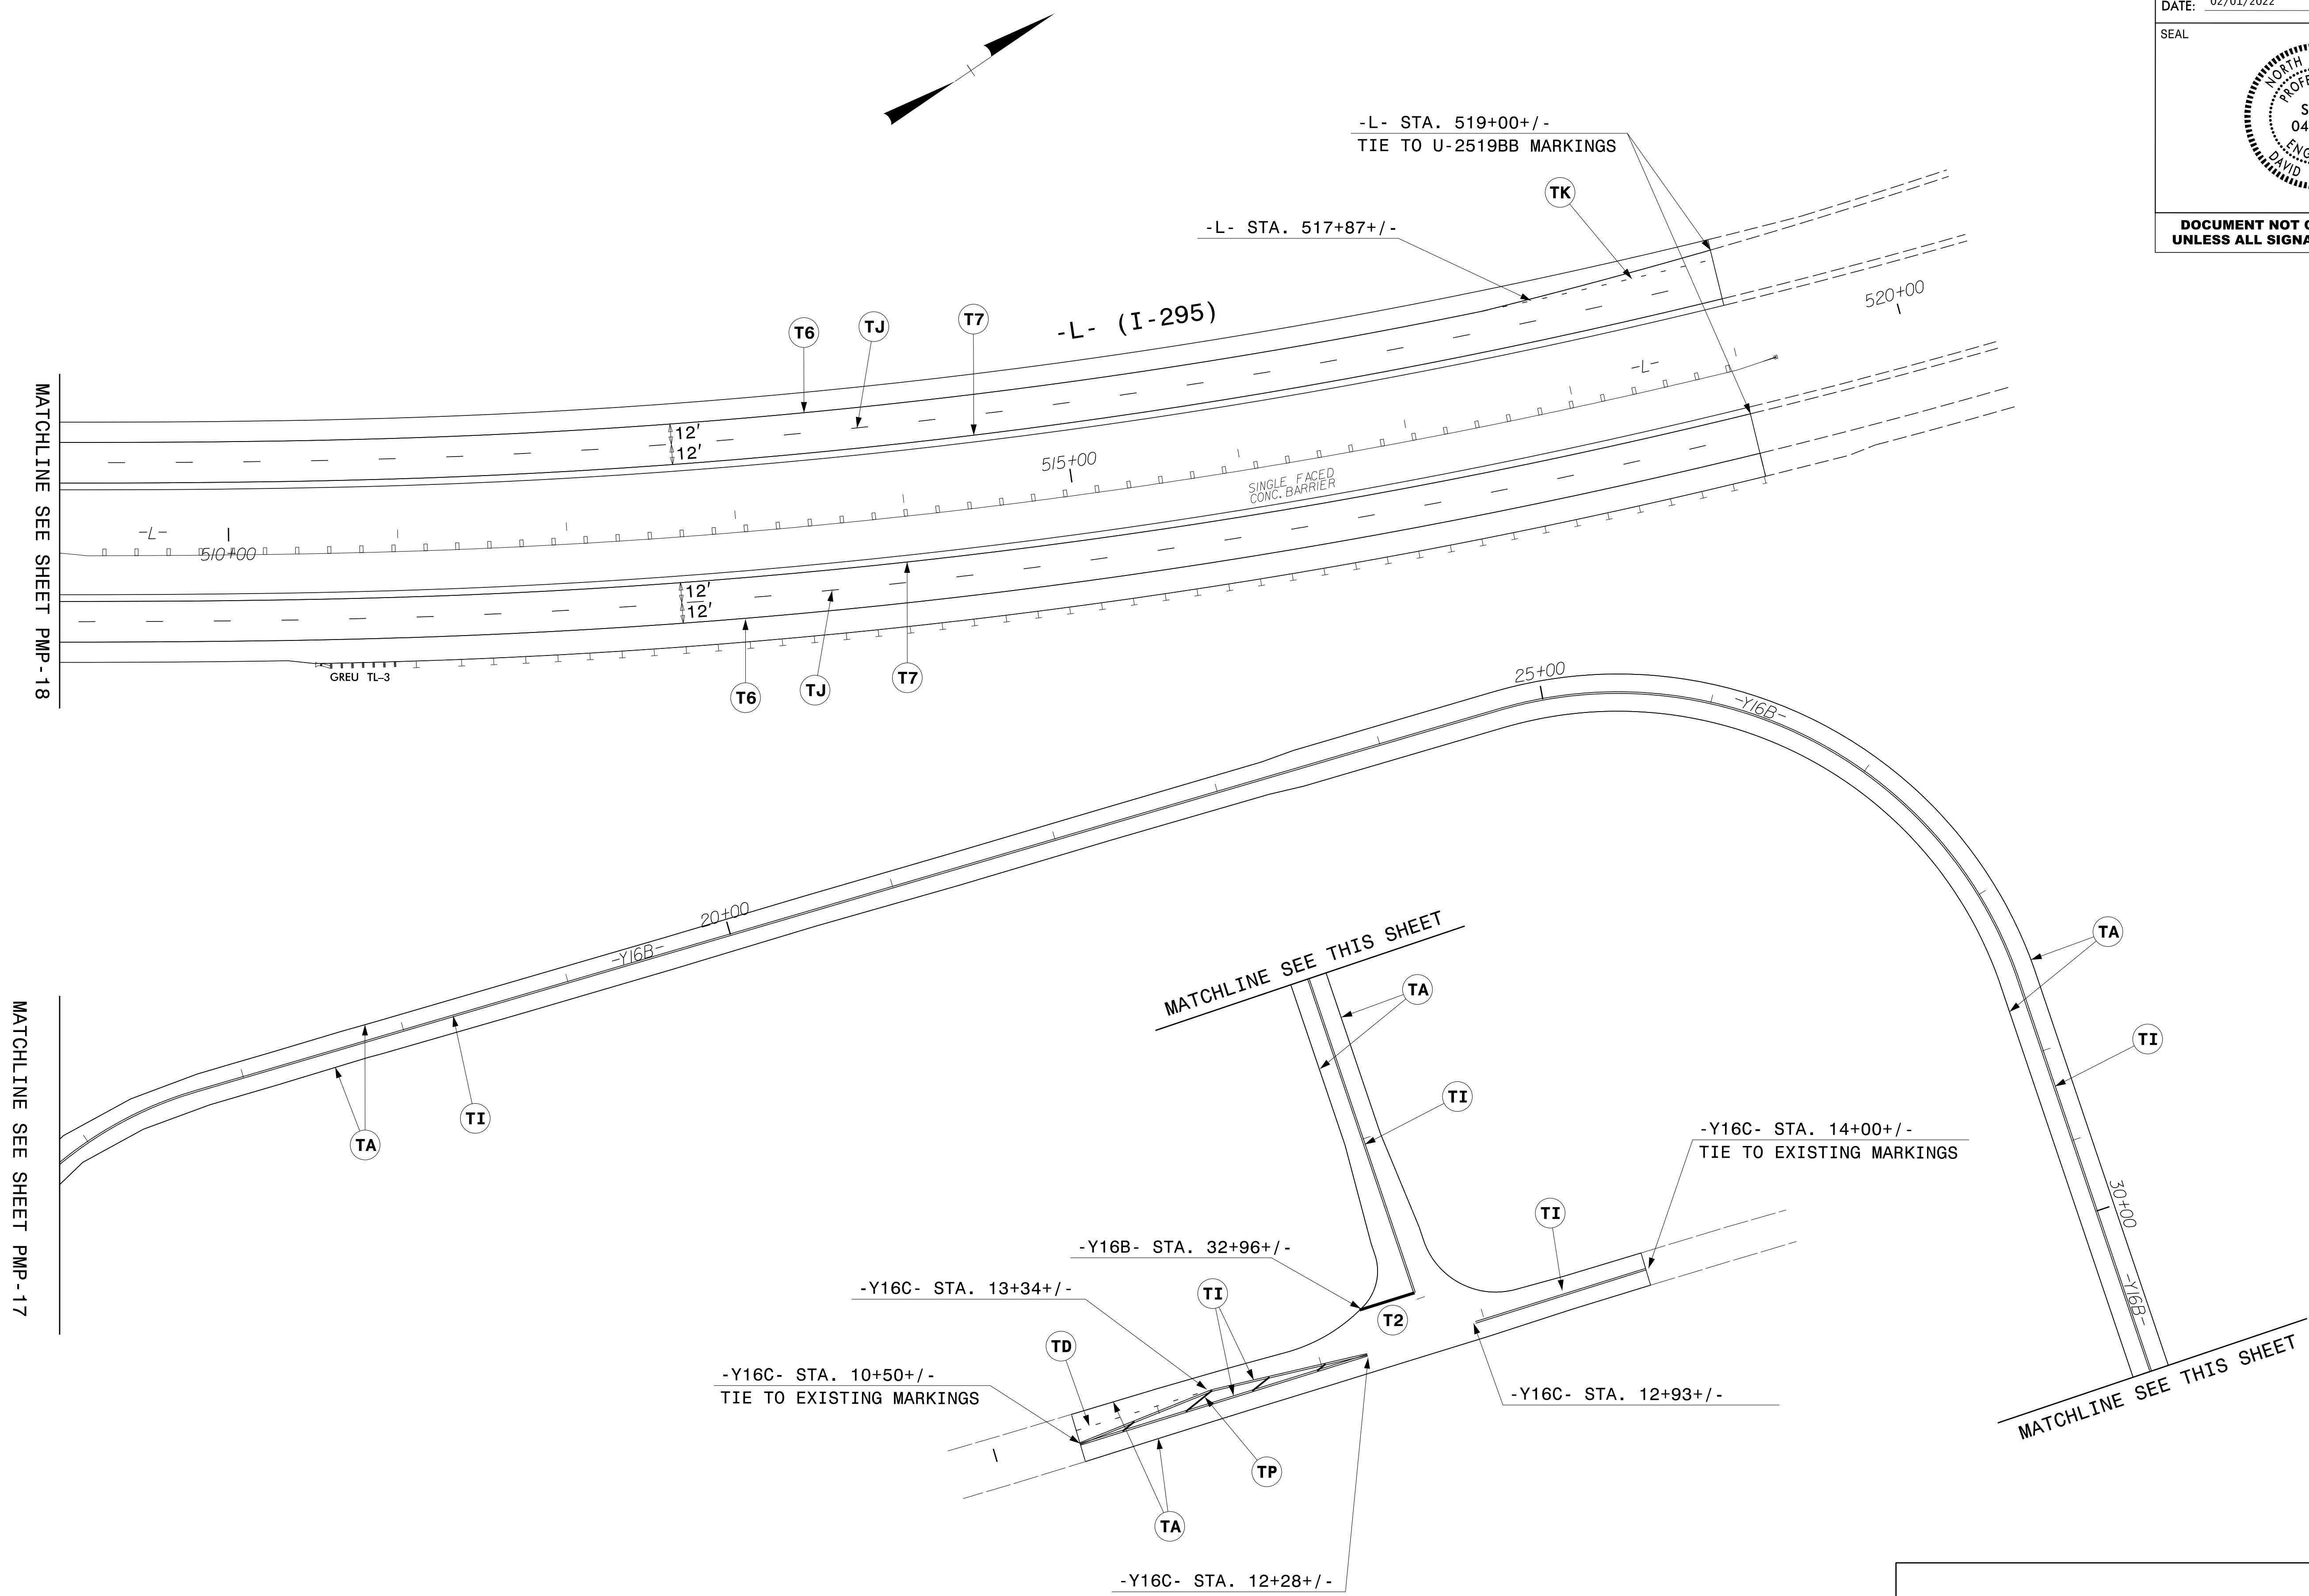 DATE: 02/01/2022
SEAL
NORTH
DAVID
DOCUMENT NOT
UNLESS ALL
-L- STA. 519+00+/-
TIE TO U-2519BB MARKINGS
TK
-L- STA. 517+87+/-
T6
TJ
T7
-L- (I-295)
520+00
-L-
12'
12'
515+00
SINGLE FACED
CONC. BARRIER
MATCHLINE SEE SHEET PMP-18
-L-
510+00
12'
12'
GREU TL-3
T6
TJ
T7
25+00
-Y16B-
20+00
-Y16B-
MATCHLINE SEE THIS SHEET
TA
TA
TI
TI
MATCHLINE SEE SHEET PMP-17
TA
TI
-Y16C- STA. 14+00+/-
TIE TO EXISTING MARKINGS
30+00
TI
-Y16B- STA. 32+96+/-
-Y16C- STA. 13+34+/-
TI
T2
-Y16B-
TD
-Y16C- STA. 10+50+/-
TIE TO EXISTING MARKINGS
-Y16C- STA. 12+93+/-
MATCHLINE SEE THIS SHEET
TP
TA
-Y16C- STA. 12+28+/-